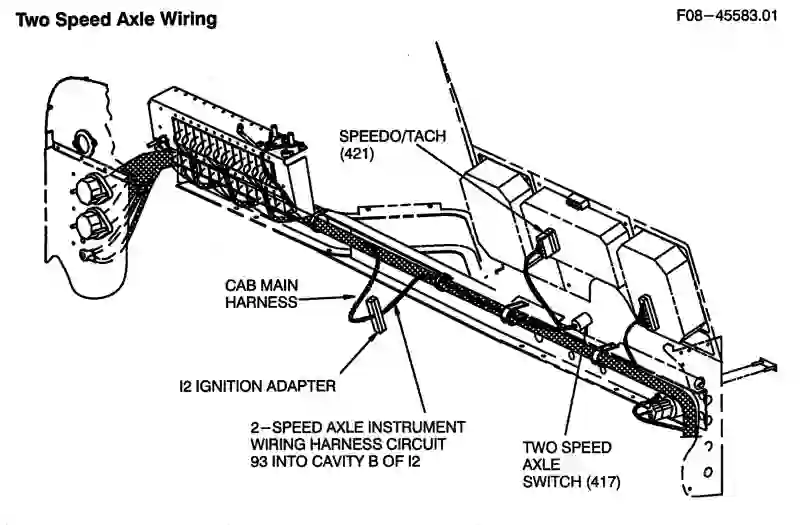 Two Speed Axle Wiring
F08-45583.01
SPEEDO/TACH
(421)
CAB MAIN
HARNESS
I2 IGNITION ADAPTER
2-SPEED AXLE INSTRUMENT
WIRING HARNESS CIRCUIT
93 INTO CAVITY B OF I2
TWO SPEED
AXLE
SWITCH (417)